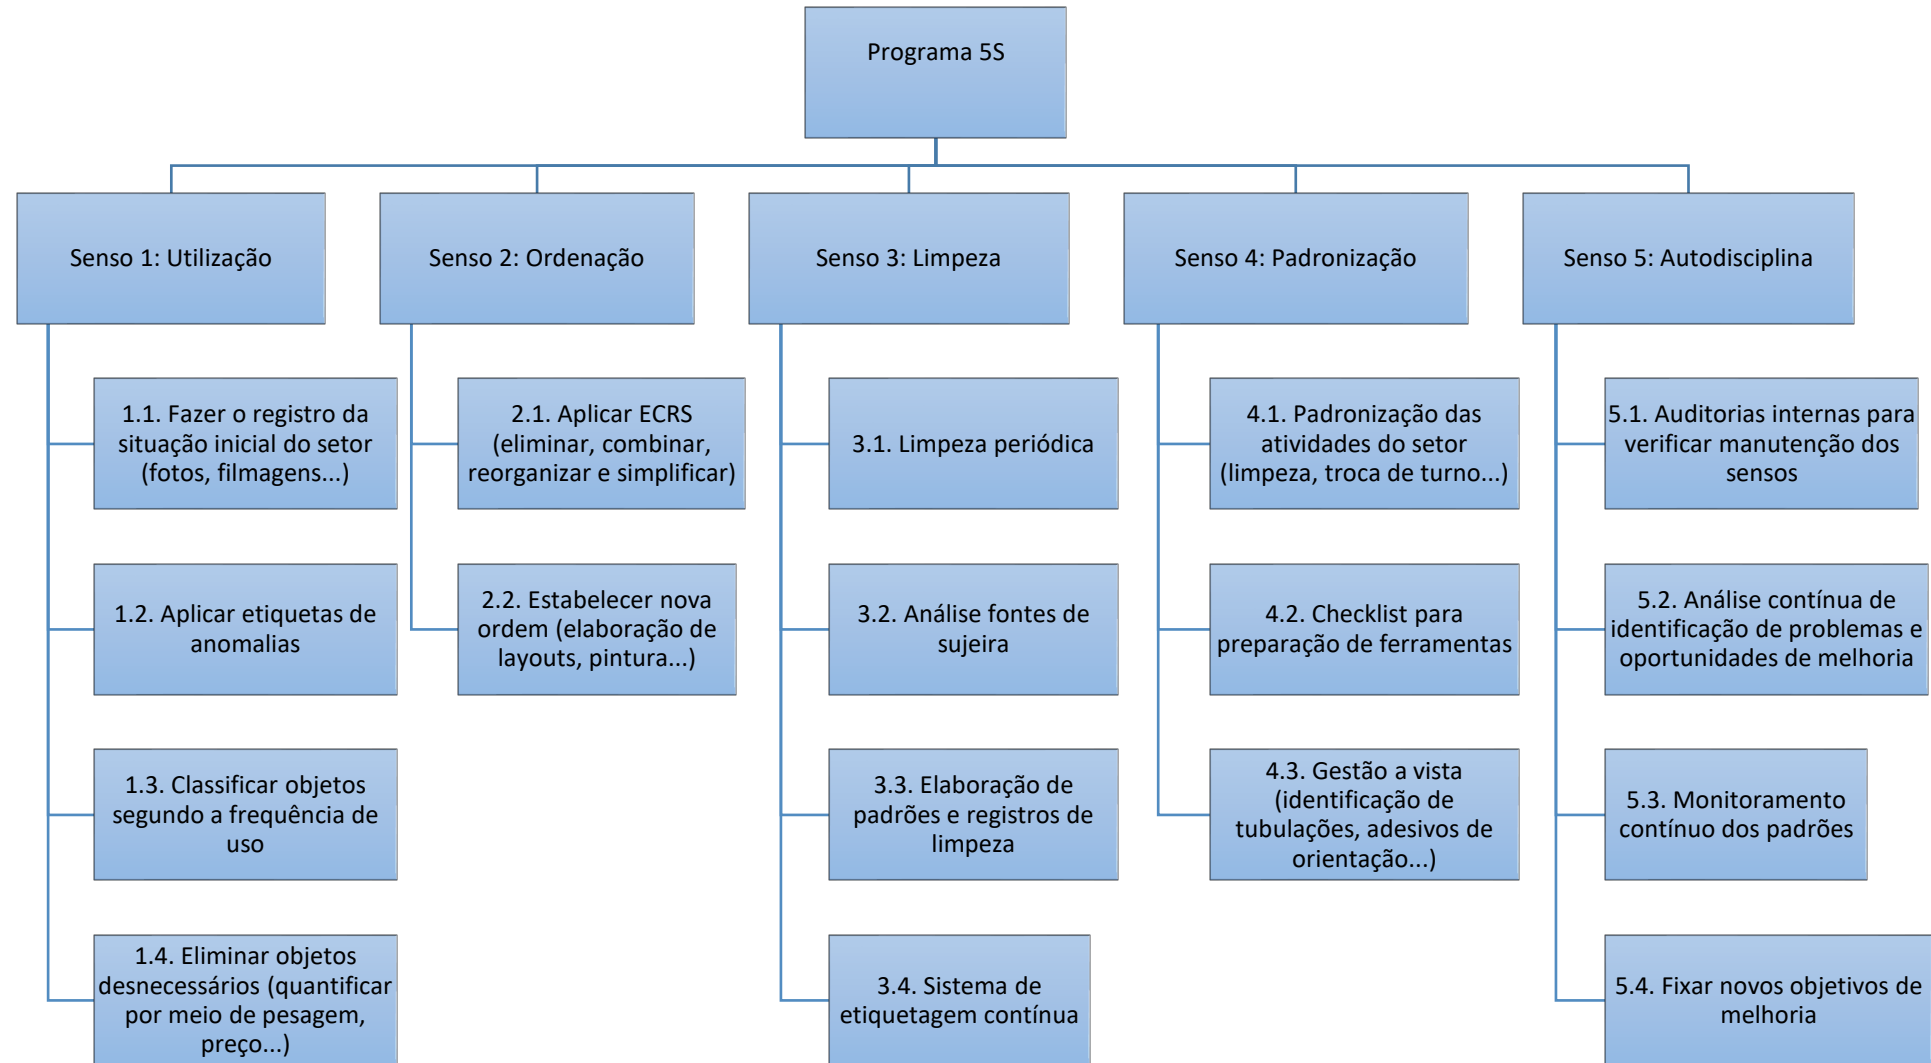 Programa 5S
Senso 1: Utilização
Senso 2: Ordenação
Senso 3: Limpeza
Senso 4: Padronização
Senso 5: Autodisciplina
1.1. Fazer o registro da
situação inicial do setor
(fotos, filmagens...)
1.2. Aplicar etiquetas de
anomalias
1.3. Classificar objetos
segundo a frequência de
uso
1.4. Eliminar objetos
desnecessários (quantificar
por meio de pesagem,
preço...)
2.1. Aplicar ECRS
(eliminar, combinar,
reorganizar e simplificar)
2.2. Estabelecer nova
ordem (elaboração de
layouts, pintura...)
3.1. Limpeza periódica
3.2. Análise fontes de
sujeira
3.3. Elaboração de
padrões e registros de
limpeza
3.4. Sistema de
etiquetagem contínua
4.1. Padronização das
atividades do setor
(limpeza, troca de turno...)
4.2. Checklist para
preparação de ferramentas
4.3. Gestão a vista
(identificação de
tubulações, adesivos de
orientação...)
5.1. Auditorias internas para
verificar manutenção dos
sensos
5.2. Análise contínua de
identificação de problemas e
oportunidades de melhoria
5.3. Monitoramento
contínuo dos padrões
5.4. Fixar novos objetivos de
melhoria